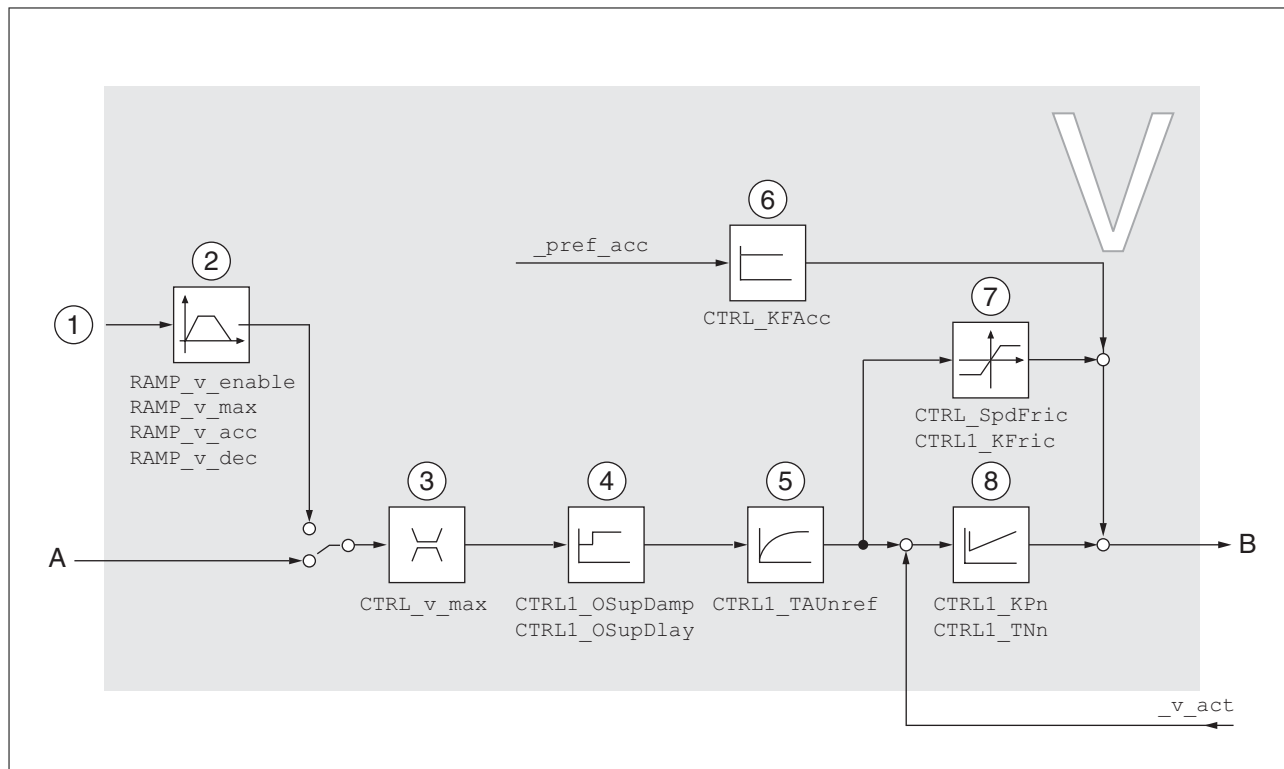 V
6
_pref_acc
CTRL_KFAcc
2
1
RAMP_v_enable
RAMP_v_max
RAMP_v_acc
RAMP_v_dec
7
CTRL_SpdFric
CTRL1_KFric
3
4
5
8
A
B
CTRL_v_max
CTRL1_OSupDamp
CTRL1_OSupDlay
CTRL1_TAUnref
CTRL1_KPn
CTRL1_TNn
_v_act